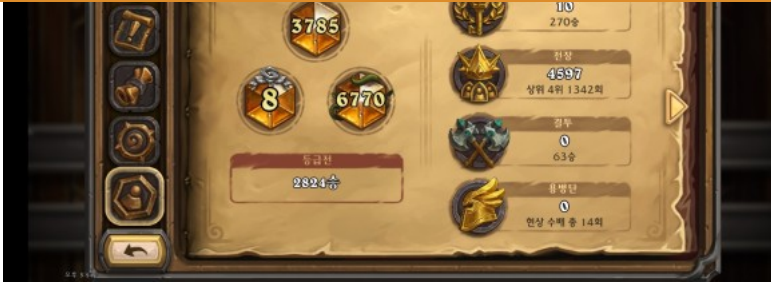 3785
8
6770
등급전
2824승
10
270승
전장
4597
상위 4위 1342회
결투
0
63승
용병단
0
현상 수배 총 14회